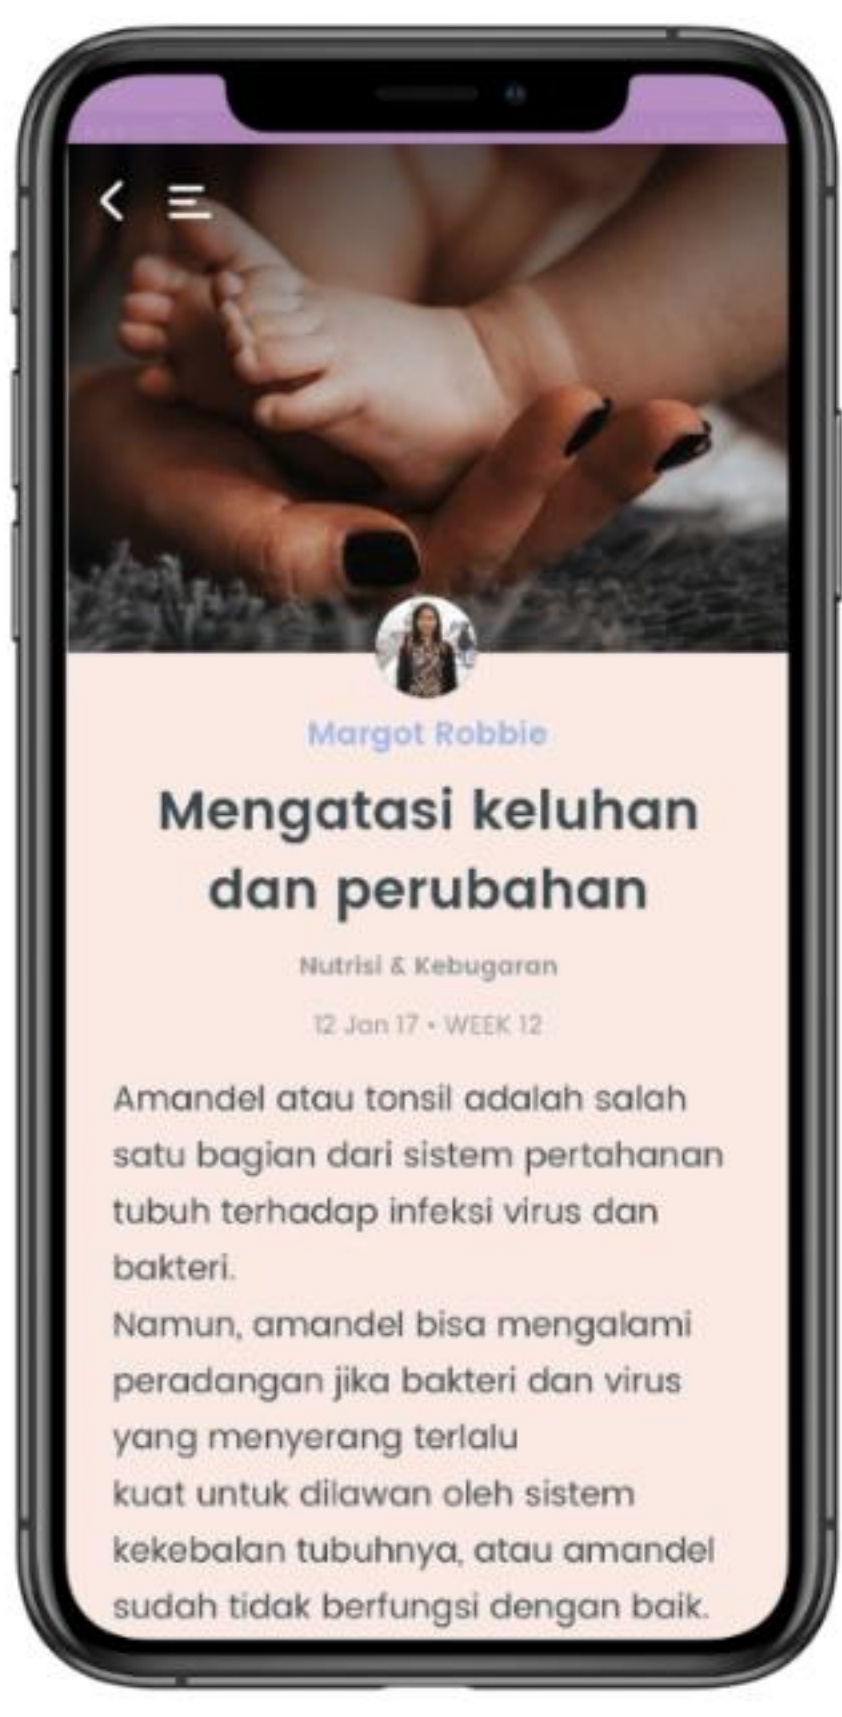 Margot Robbie
Mengatasi keluhan
dan perubahan
Nutrisi & Kebugaran
12 Jan 17 • WEEK 12
Amandel atau tonsil adalah salah
satu bagian dari sistem pertahanan
tubuh terhadap infeksi virus dan
bakteri.
Namun, amandel bisa mengalami
peradangan jika bakteri dan virus
yang menyerang terlalu
kuat untuk dilawan oleh sistem
kekebalan tubuhnya, atau amandel
sudah tidak berfungsi dengan baik.